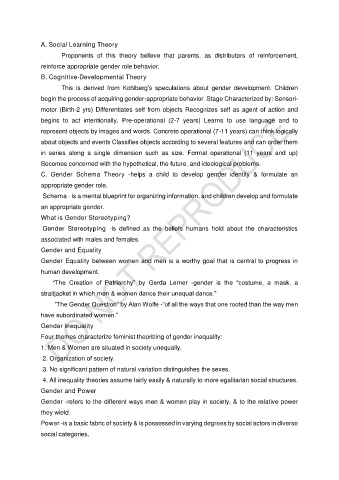 A. Social Learning Theory
Proponents of this theory believe that parents, as distributors of reinforcement,
reinforce appropriate gender role behavior.
B. Cognitive-Developmental Theory
This is derived from Kohlberg's speculations about gender development. Children
begin the process of acquiring gender-appropriate behavior. Stage Characterized by: Sensori-
motor (Birth-2 yrs) Differentiates self from objects Recognizes self as agent of action and
begins to act intentionally. Pre-operational (2-7 years) Learns to use language and to
represent objects by images and words. Concrete operational (7-11 years) can think logically
about objects and events Classifies objects according to several features and can order them
in series along a single dimension such as size. Formal operational (11 years and up)
Becomes concerned with the hypothetical, the future, and ideological problems.
C. Gender Schema Theory -helps a child to develop gender identity & formulate an
appropriate gender role.
Schema - is a mental blueprint for organizing information, and children develop and formulate
an appropriate gender.
What is Gender Stereotyping?
Gender Stereotyping -is defined as the beliefs humans hold about the characteristics
associated with males and females.
Gender and Equality
Gender Equality between women and men is a worthy goal that is central to progress in
human development.
"The Creation of Patriarchy" by Gerda Lerner -gender is the "costume, a mask, a
straitjacket in which men & women dance their unequal dance."
"The Gender Question" by Alan Wolfe -"of all the ways that one rooted than the way men
have subordinated women."
Gender Inequality
Four themes characterize feminist theorizing of gender inequality:
1. Men & Women are situated in society unequally.
2. Organization of society.
3. No significant pattern of natural variation distinguishes the sexes.
4. All inequality theories assume fairly easily & naturally to more egalitarian social structures.
Gender and Power
Gender -refers to the different ways men & women play in society, & to the relative power
they wield.
Power -is a basic fabric of society & is possessed in varying degrees by social actors in diverse
social categories.
DO NOT REPRODUCE